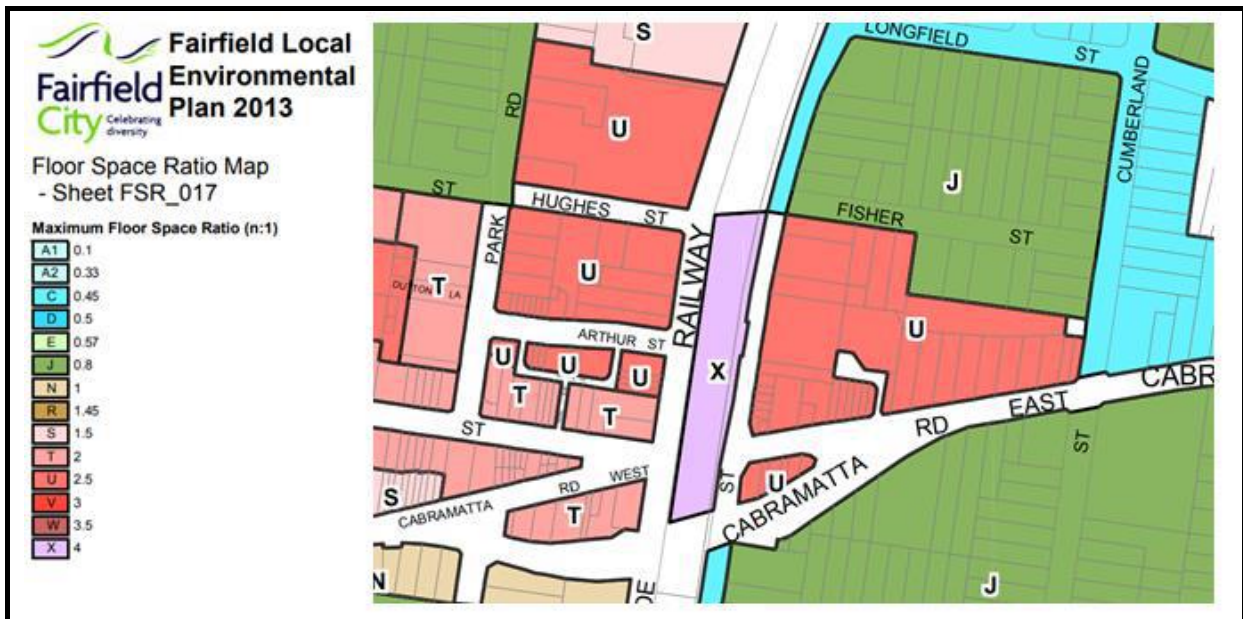 Fairfield
City
Celebrating
diversity
Fairfield Local
Environmental
Plan 2013
Floor Space Ratio Map
- Sheet FSR_017
Maximum Floor Space Ratio (n:1)
A1 0.1
A2 0.33
C 0.45
D 0.5
E 0.57
J 0.8
N 1
R 1.45
S 1.5
T 2
U 2.5
V 3
W 3.5
X 4
S
LONGFIELD
ST
CUMBERLAND
RD
U
J
ST
HUGHES ST
FISHER
ST
PARK
RAILWAY
U
T
DUTTON LA
ARTHUR ST
U
U
U
U
X
T
T
CABR
EAST
RD
ST
ST
WEST
RD
CABRAMATTA
S
T
ST
U
CABRAMATTA
N
J
DE